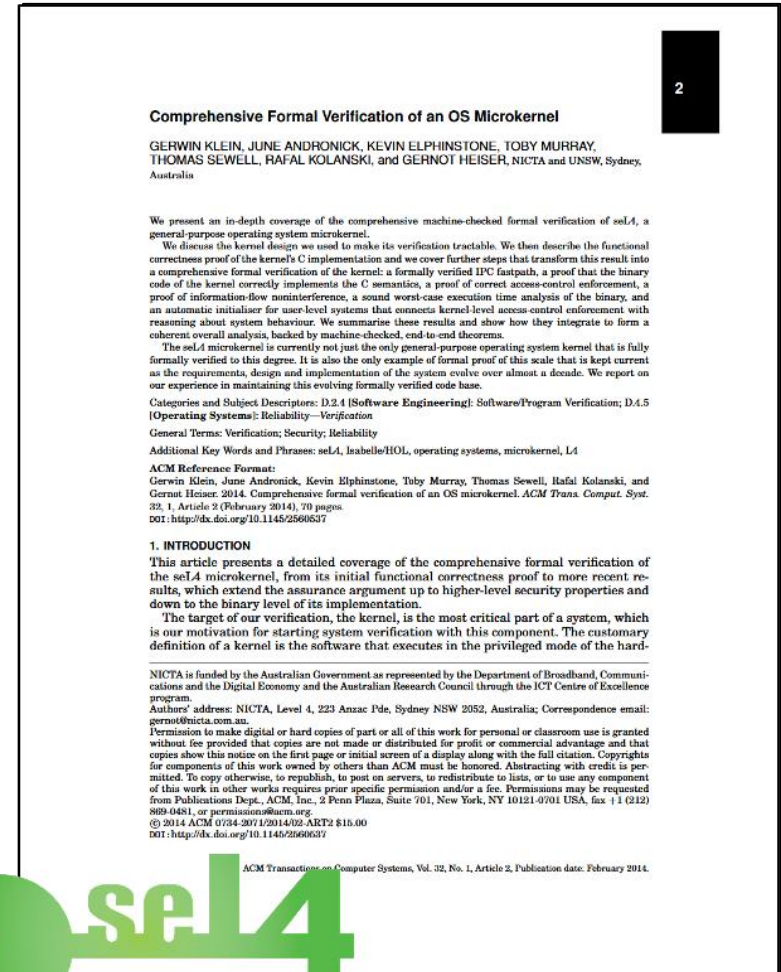 2
Comprehensive Formal Verification of an OS Microkernel
GERWIN KLEIN, JUNE ANDRONICK, KEVIN ELPHINSTONE, TOBY MURRAY,
THOMAS SEWELL, RAFAL KOLANSKI, and GERNOT HEISER, NICTA and UNSW, Sydney,
Australia
We present an in-depth coverage of the comprehensive machine-checked formal verification of seL4, a
general-purpose operating system microkernel.
We discuss the kernel design we used to make its verification tractable. We then describe the functional
correctness proof of the kernel's C implementation and we cover further steps that transform this result into
a comprehensive formal verification of the kernel: a formally verified IPC fastpath, a proof that the binary
code of the kernel correctly implements the C semantics, a proof of correct access-control enforcement, a
proof of information-flow noninterference, a sound worst-case execution time analysis of the binary, and
an automatic initialiser for user-level systems that connects kernel-level access-control enforcement with
reasoning about system behaviour. We summarise these results and show how they integrate to form a
coherent overall analysis, backed by machine-checked, end-to-end theorems.
The seL4 microkernel is currently not just the only general-purpose operating system kernel that is fully
formally verified to this degree. It is also the only example of formal proof of this scale that is kept current
as the requirements, design and implementation of the system evolve over almost a decade. We report on
our experience in maintaining this evolving formally verified code base.
Categories and Subject Descriptors: D.2.4 [Software Engineering]: Software/Program Verification; D.4.5
[Operating Systems]: Reliability—Verification
General Terms: Verification; Security; Reliability
Additional Key Words and Phrases: seL4, Isabelle/HOL, operating systems, microkernel, L4
ACM Reference Format:
Gerwin Klein, June Andronick, Kevin Elphinstone, Toby Murray, Thomas Sewell, Rafal Kolanski, and
Gernot Heiser. 2014. Comprehensive formal verification of an OS microkernel. ACM Trans. Comput. Syst.
32, 1, Article 2 (February 2014), 70 pages.
DOI: http://dx.doi.org/10.1145/2560537
1. INTRODUCTION
This article presents a detailed coverage of the comprehensive formal verification of
the seL4 microkernel, from its initial functional correctness proof to more recent re-
sults, which extend the assurance argument up to higher-level security properties and
down to the binary level of its implementation.
The target of our verification, the kernel, is the most critical part of a system, which
is our motivation for starting system verification with this component. The customary
definition of a kernel is the software that executes in the privileged mode of the hard-
NICTA is funded by the Australian Government as represented by the Department of Broadband, Communi-
cations and the Digital Economy and the Australian Research Council through the ICT Centre of Excellence
program.
Authors' address: NICTA, Level 4, 223 Anzac Pde, Sydney NSW 2052, Australia; Correspondence email:
gernot@nicta.com.au.
Permission to make digital or hard copies of part or all of this work for personal or classroom use is granted
without fee provided that copies are not made or distributed for profit or commercial advantage and that
copies show this notice on the first page or initial screen of a display along with the full citation. Copyrights
for components of this work owned by others than ACM must be honored. Abstracting with credit is per-
mitted. To copy otherwise, to republish, to post on servers, to redistribute to lists, or to use any component
of this work in other works requires prior specific permission and/or a fee. Permissions may be requested
from Publications Dept., ACM, Inc., 2 Penn Plaza, Suite 701, New York, NY 10121-0701 USA, fax +1 (212)
869-0481, or permissions@acm.org.
© 2014 ACM 0734-2071/2014/02-ART2 $15.00
DOI: http://dx.doi.org/10.1145/2560537
ACM Transactions on Computer Systems, Vol. 32, No. 1, Article 2, Publication date: February 2014.
seL4